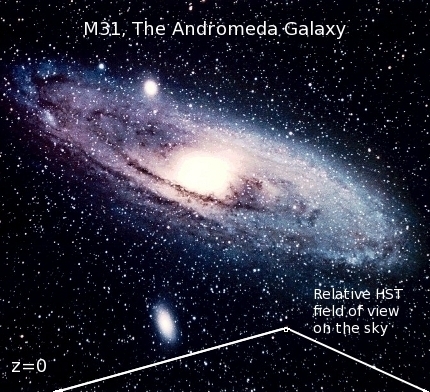 M31, The Andromeda Galaxy
Relative HST
field of view
on the sky
z=0